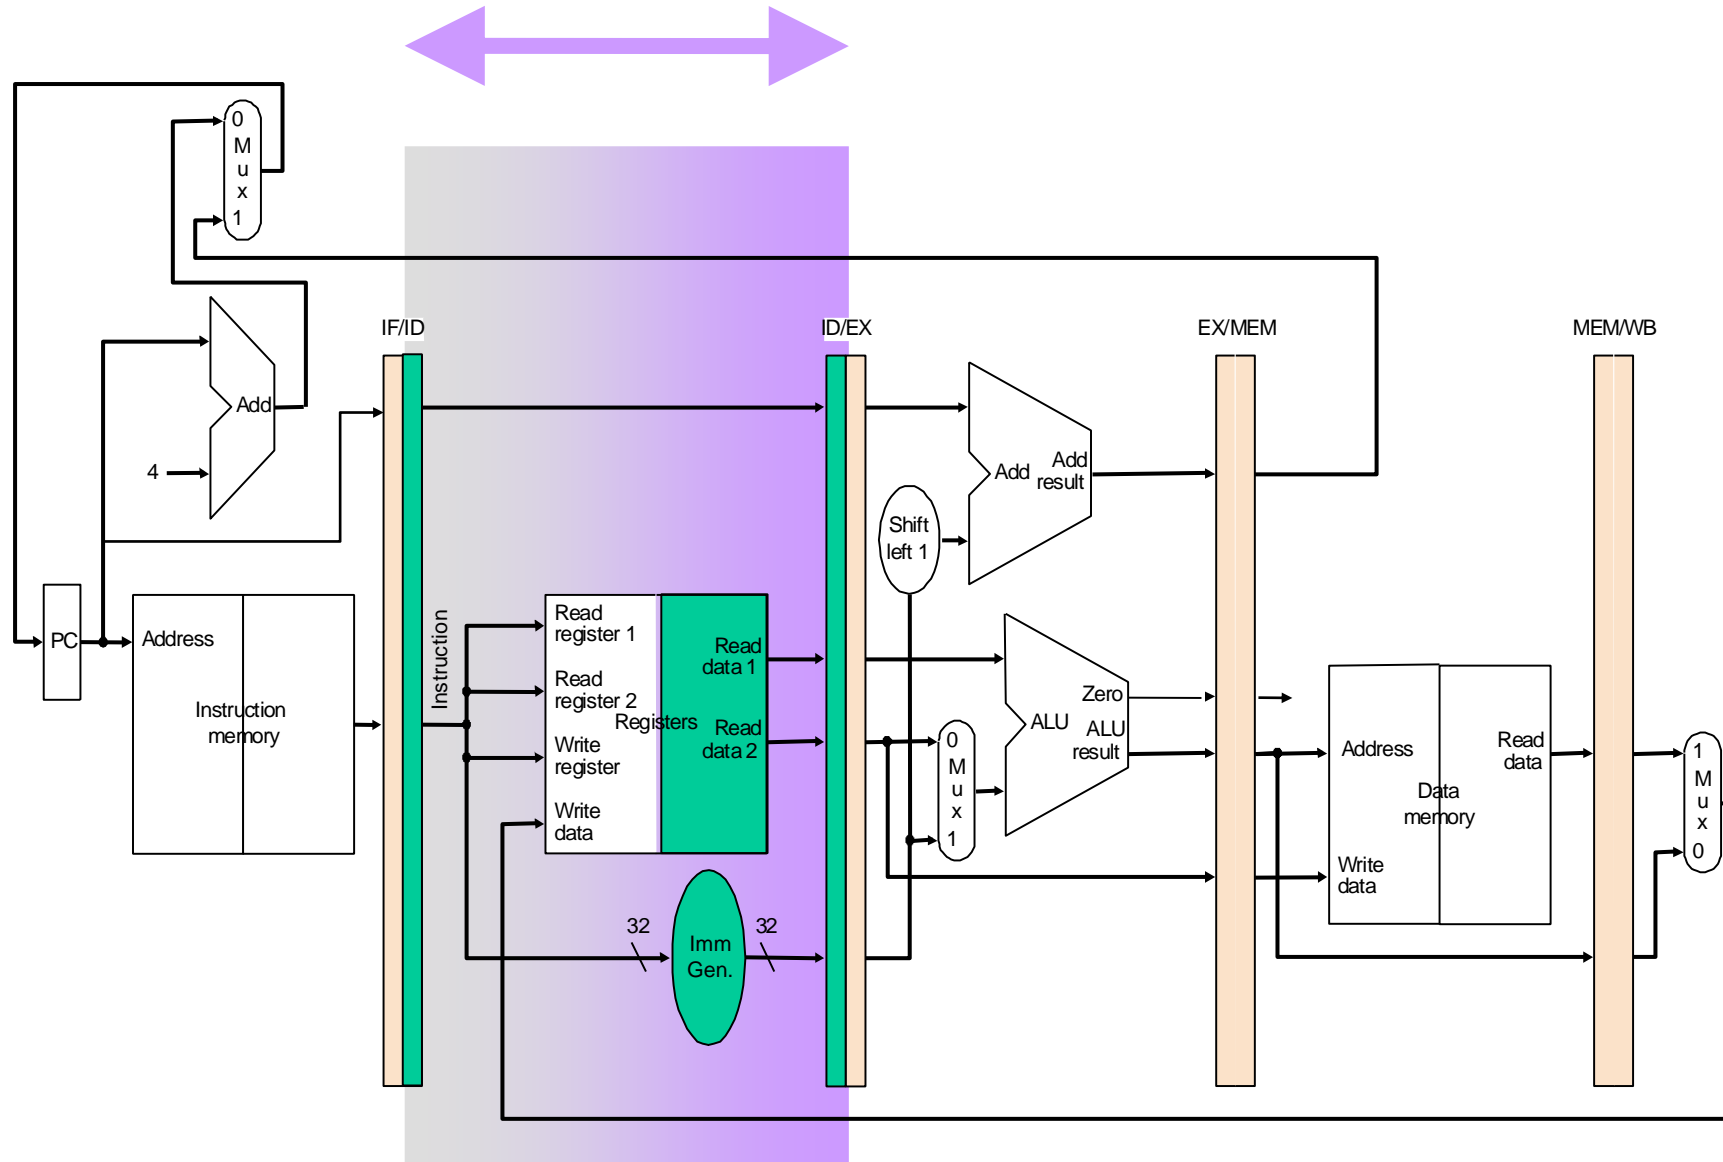 0
M
u
x
1
IF/ID
ID/EX
EX/MEM
MEM/WB
Add
4
Add
Add
result
Shift
left 1
PC
Address
Instruction
memory
Instruction
Read
register 1
Read
register 2
Write
register
Write
data
Registers
Read
data 1
Read
data 2
32
Imm
Gen.
32
0
M
u
x
1
Zero
ALU
ALU
result
Address
Read
data
Data
memory
Write
data
1
M
u
x
0